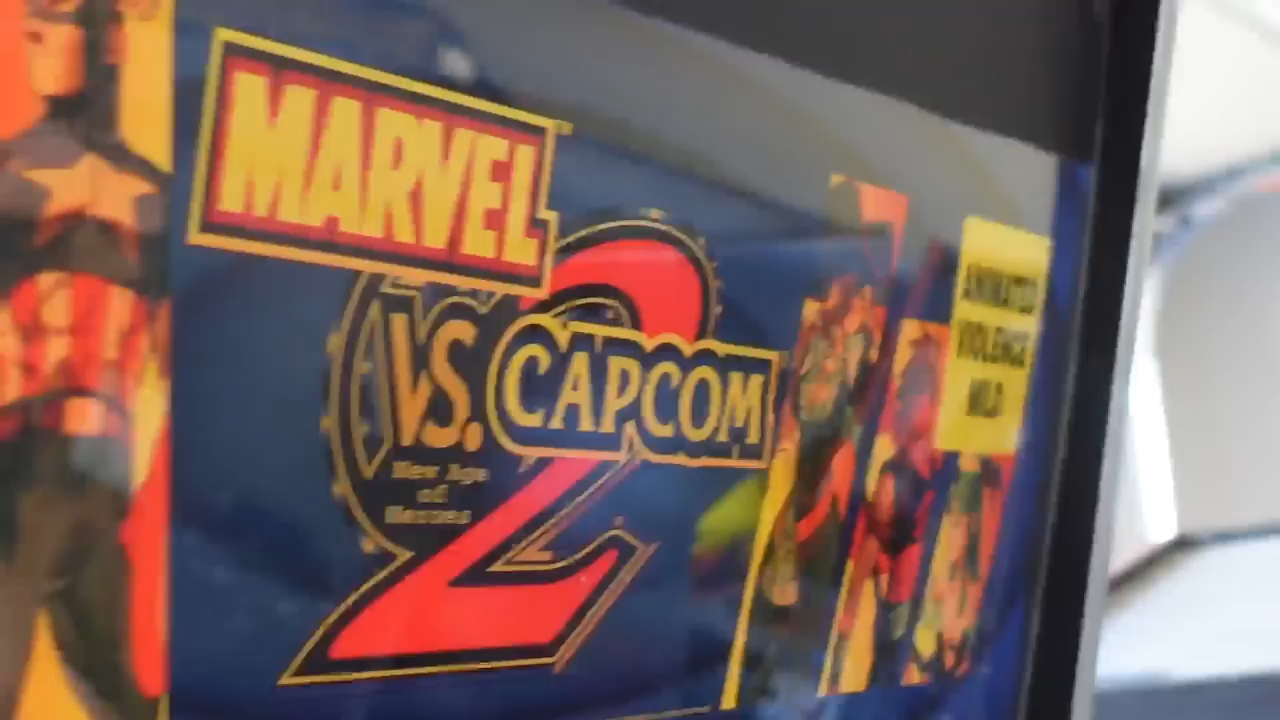 MARVEL
2
VS. CAPCOM
New Age
of
Heroes
ANIMATED
VIOLENCE
MILD